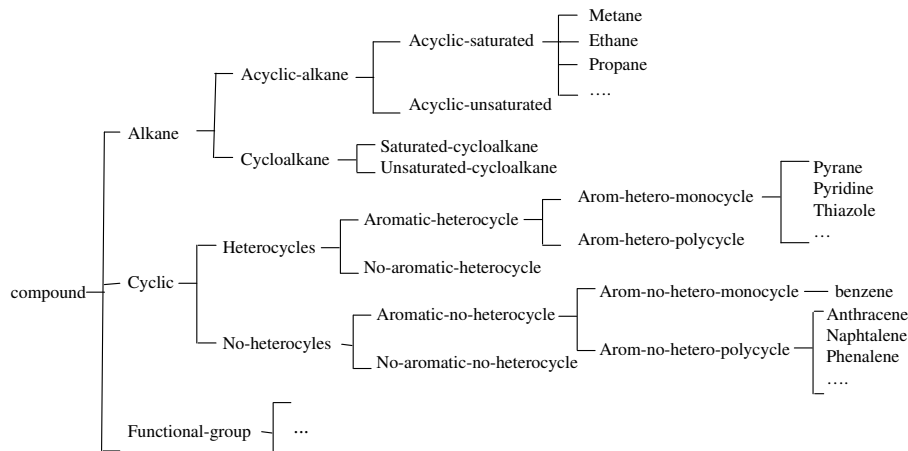 Metane
Acyclic-saturated
Ethane
Propane
Acyclic-alkane
....
Acyclic-unsaturated
Alkane
Saturated-cycloalkane
Cycloalkane
Unsaturated-cycloalkane
Pyrane
Arom-hetero-monocycle
Pyridine
Thiazole
Aromatic-heterocycle
...
Arom-hetero-polycycle
Heterocycles
No-aromatic-heterocycle
Cyclic
compound
Arom-no-hetero-monocycle
benzene
Anthracene
Aromatic-no-heterocycle
Naphtalene
No-heterocyles
Arom-no-hetero-polycycle
Phenalene
No-aromatic-no-heterocycle
....
Functional-group
...